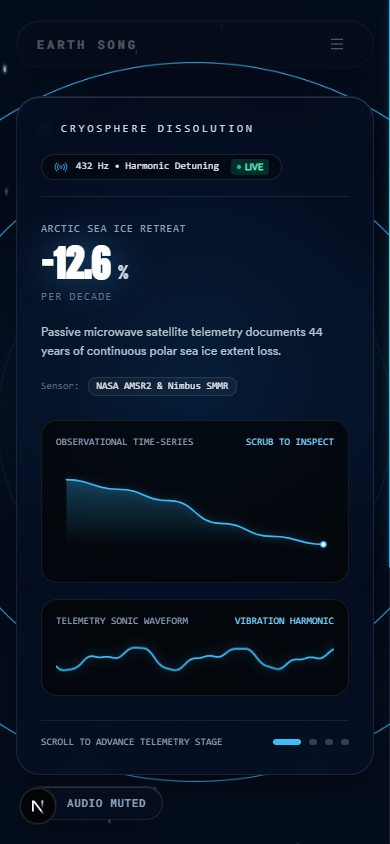 EARTH SONG
☰
CRYOSPHERE DISSOLUTION
432 Hz • Harmonic Detuning • LIVE
ARCTIC SEA ICE RETREAT
-12.6 %
PER DECADE
Passive microwave satellite telemetry documents 44
years of continuous polar sea ice extent loss.
Sensor: NASA AMSR2 & Nimbus SMMR
OBSERVATIONAL TIME-SERIES SCRUB TO INSPECT
TELEMETRY SONIC WAVEFORM VIBRATION HARMONIC
SCROLL TO ADVANCE TELEMETRY STAGE
N AUDIO MUTED